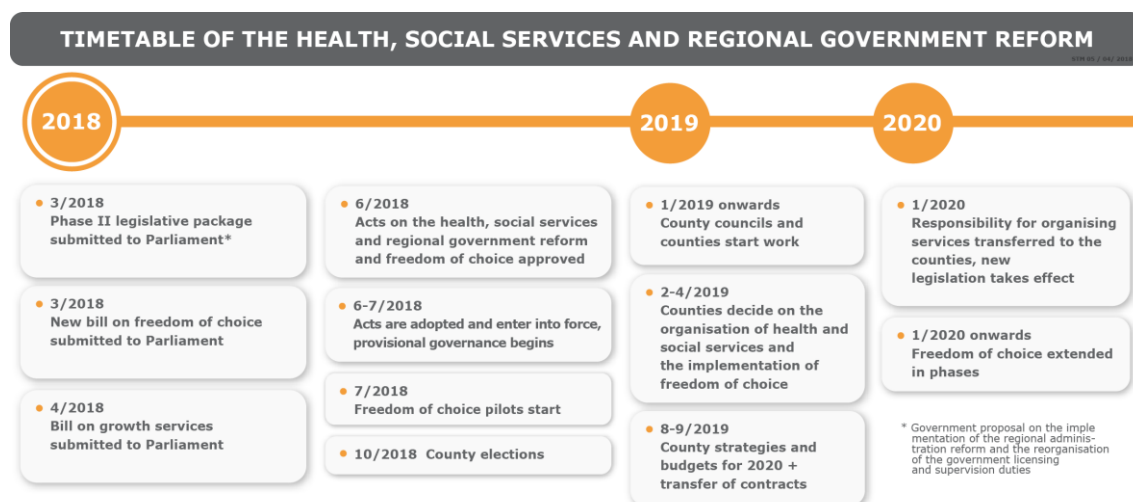 TIMETABLE OF THE HEALTH, SOCIAL SERVICES AND REGIONAL GOVERNMENT REFORM
2018
2019
2020
3/2018
Phase II legislative package
submitted to Parliament*
3/2018
New bill on freedom of choice
submitted to Parliament
4/2018
Bill on growth services
submitted to Parliament
6/2018
Acts on the health, social services
and regional government reform
and freedom of choice approved
6-7/2018
Acts are adopted and enter into force,
provisional governance begins
7/2018
Freedom of choice pilots start
10/2018 County elections
1/2019 onwards
County councils and
counties start work
2-4/2019
Counties decide on the
organisation of health and
social services and
the implementation of
freedom of choice
8-9/2019
County strategies and
budgets for 2020 +
transfer of contracts
1/2020
Responsibility for organising
services transferred to the
counties, new
legislation takes effect
1/2020 onwards
Freedom of choice extended
in phases
* Government proposal on the imple
mentation of the regional adminis-
tration reform and the reorganisation
of the government licensing
and supervision duties